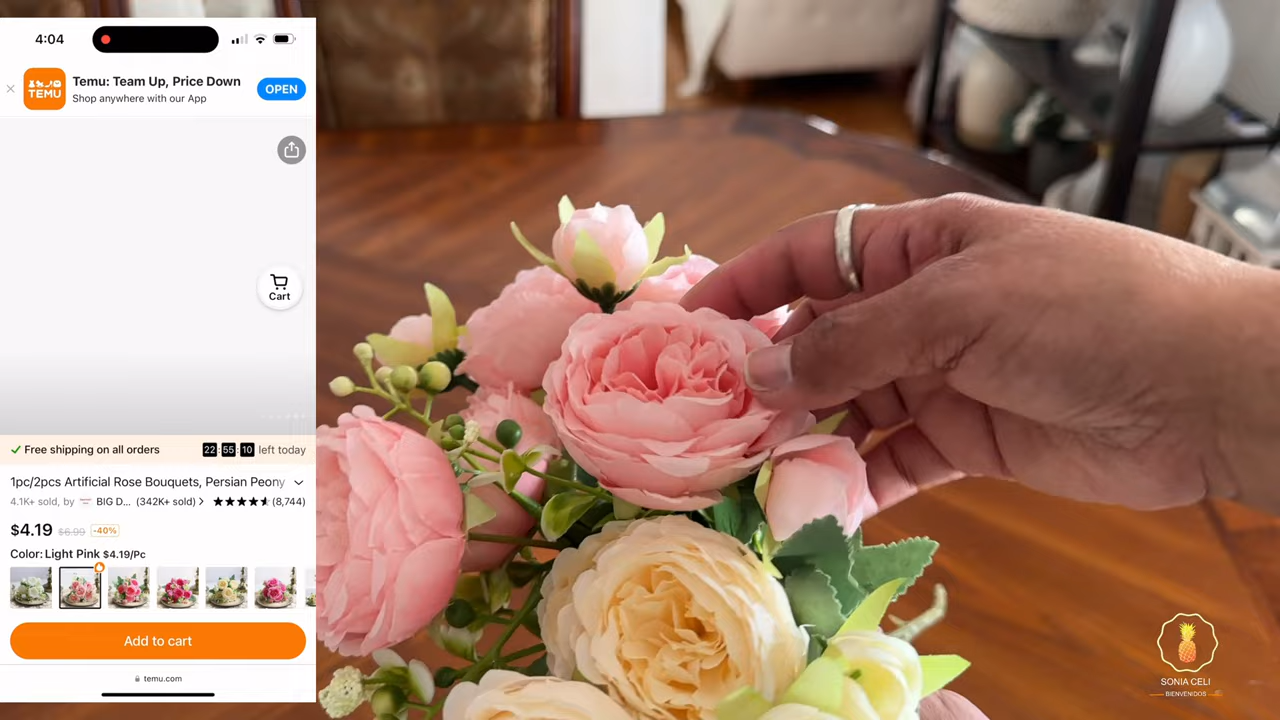 4:04
TEMU
Temu: Team Up, Price Down
Shop anywhere with our App
OPEN
Cart
Free shipping on all orders
22:55:10 left today
1pc/2pcs Artificial Rose Bouquets, Persian Peony
4.1K+ sold, by BIG D... (342K+ sold) (8,744)
$4.19 $6.99 -40%
Color: Light Pink $4.19/Pc
Add to cart
temu.com
SONIA CELI
BIENVENIDOS